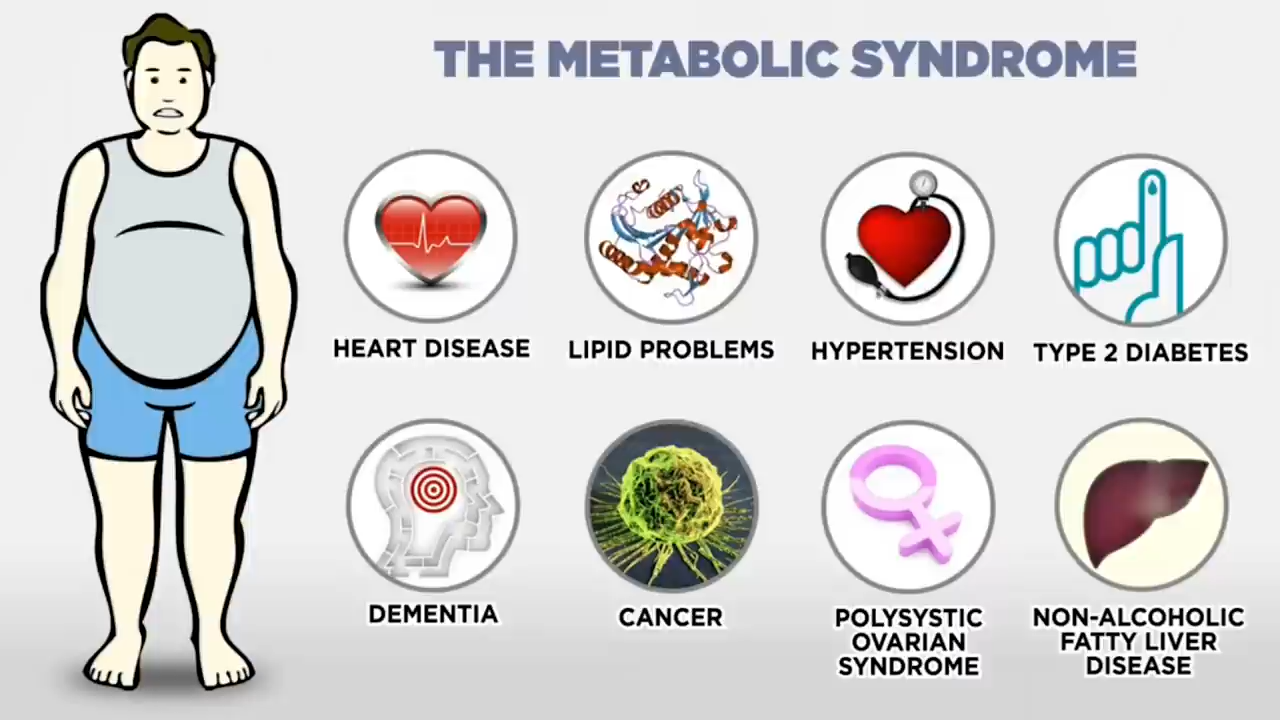 THE METABOLIC SYNDROME
HEART DISEASE
LIPID PROBLEMS
HYPERTENSION
TYPE 2 DIABETES
DEMENTIA
CANCER
POLYSYSTIC
OVARIAN
SYNDROME
NON-ALCOHOLIC
FATTY LIVER
DISEASE